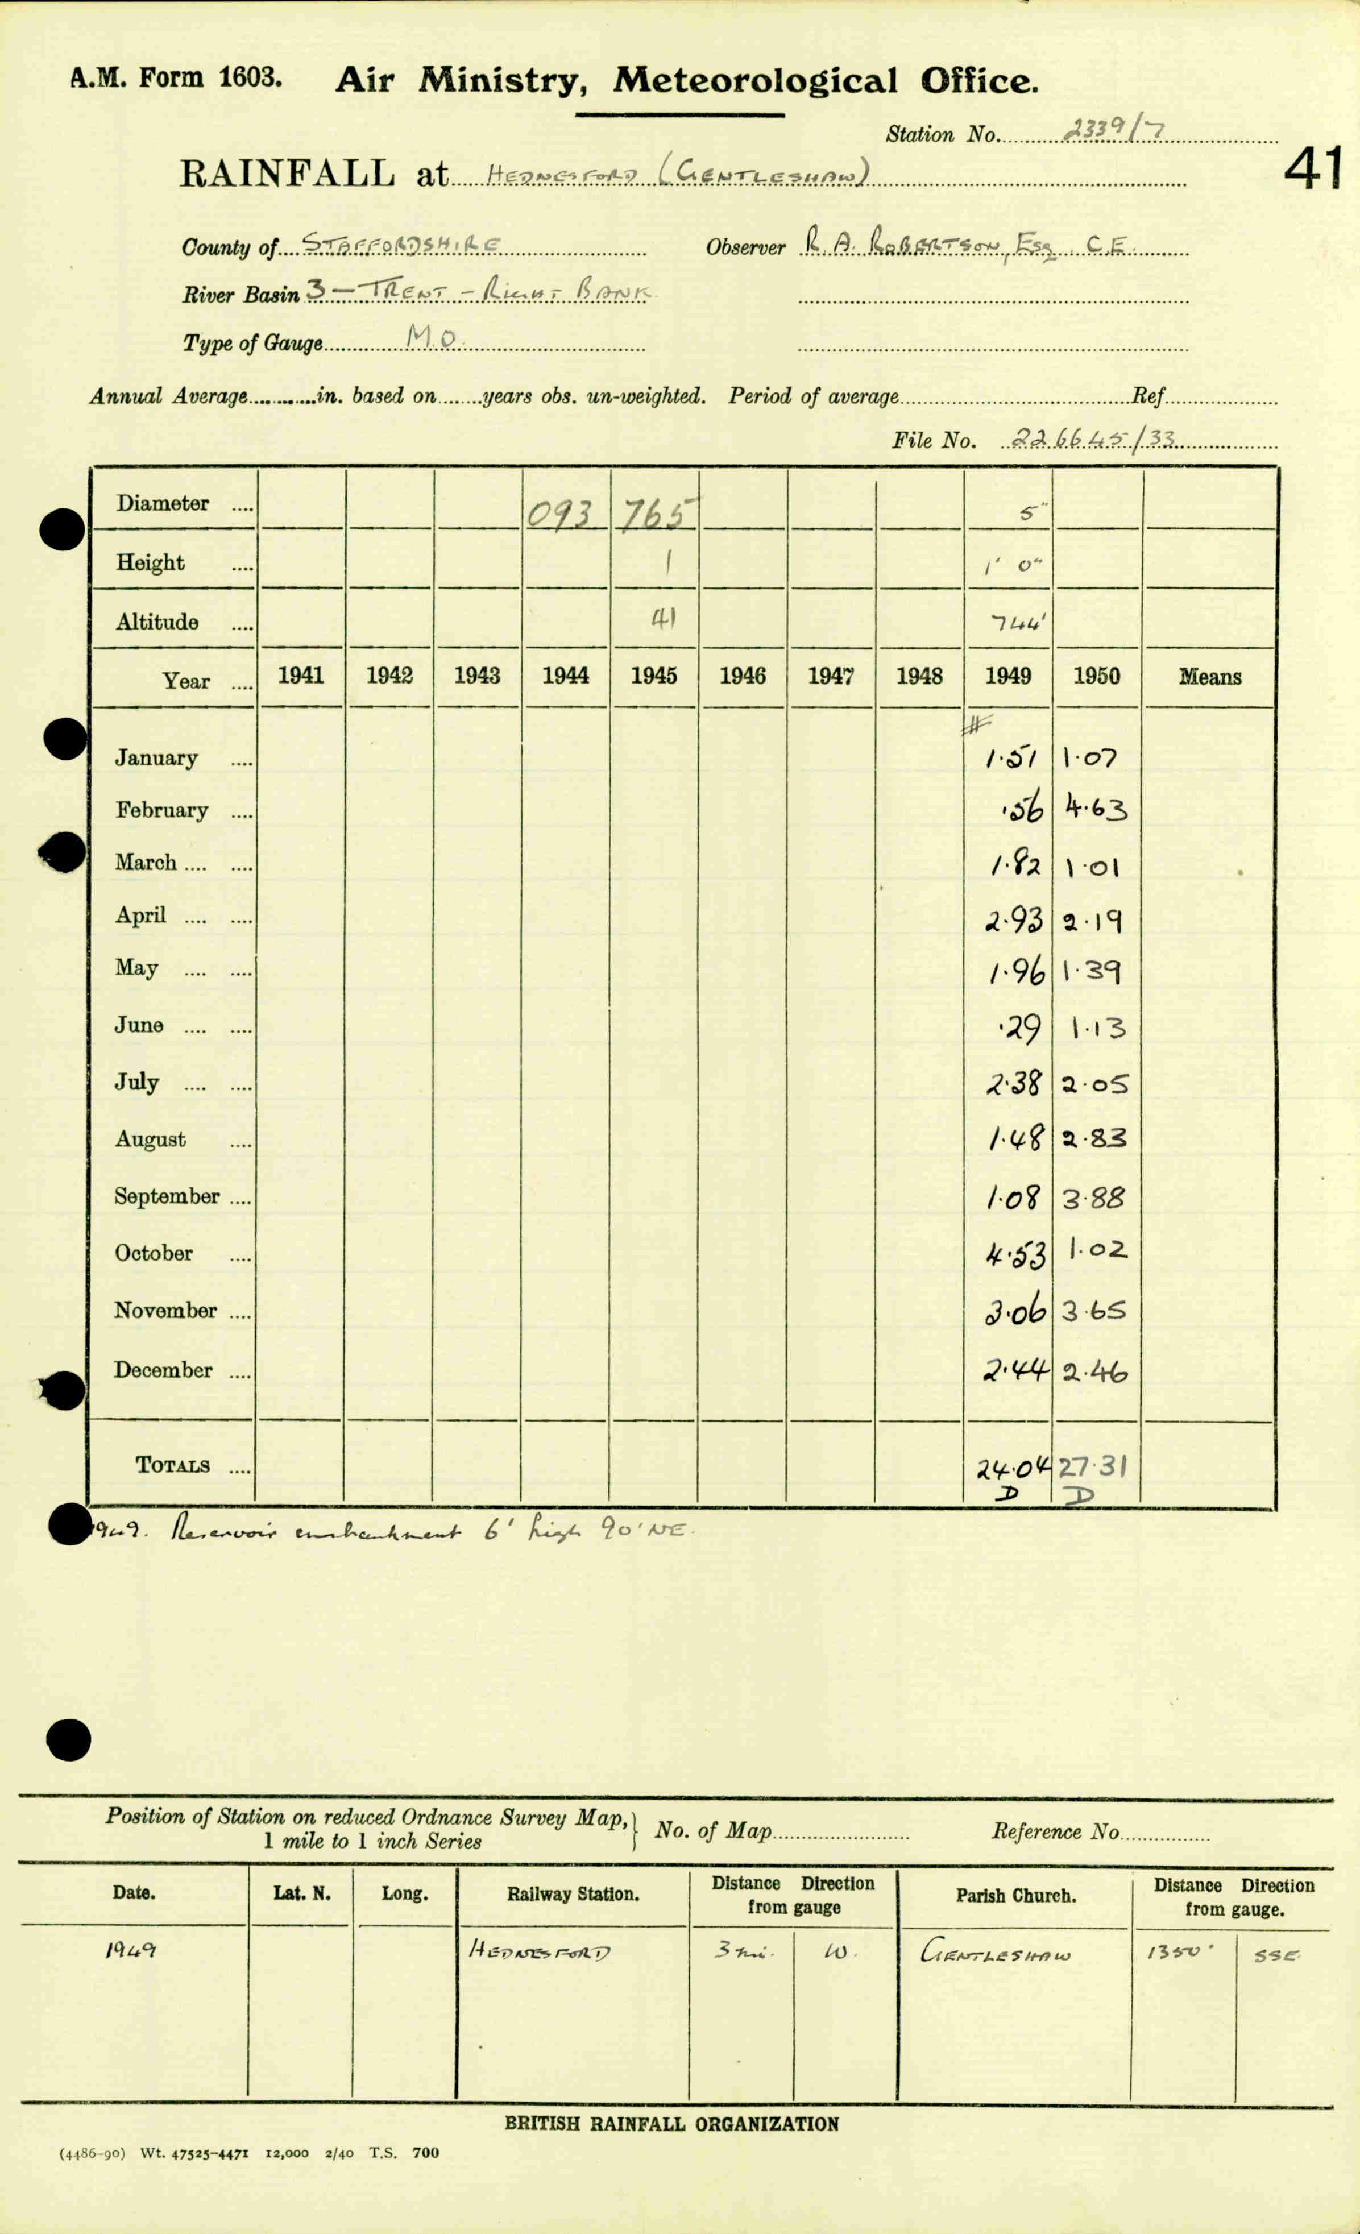 A.M. Form 1603. Air Ministry, Meteorological Office.
Station No. 2339/7
41
RAINFALL at HEDNESFORD (GENTLESHAW)
County of STAFFORDSHIRE Observer R. A. ROBERTSON, Esq., C.E.
River Basin 3 – TRENT – RIGHT BANK
Type of Gauge M.O.
Annual Average in. based on years obs. un-weighted. Period of average Ref
File No. 226645/33
Diameter 093 765 5"
Height 1 1' 0"
Altitude 41 744'
Year 1941 1942 1943 1944 1945 1946 1947 1948 1949 1950 Means
#
January 1.51 1.07
February .56 4.63
March 1.82 1.01
April 2.93 2.19
May 1.96 1.39
June .29 1.13
July 2.38 2.05
August 1.48 2.83
September 1.08 3.88
October 4.53 1.02
November 3.06 3.65
December 2.44 2.46
TOTALS 24.04 27.31
D D
1949. Reservoir embankment 6' high 90' NE.
Position of Station on reduced Ordnance Survey Map, } No. of Map Reference No
1 mile to 1 inch Series
Date. Lat. N. Long. Railway Station. Distance Direction from gauge Parish Church. Distance Direction from gauge.
1949 HEDNESFORD 3 mi. W. GENTLESHAW 1350' SSE
BRITISH RAINFALL ORGANIZATION
(4486-90) Wt. 47525-4471 12,000 2/40 T.S. 700